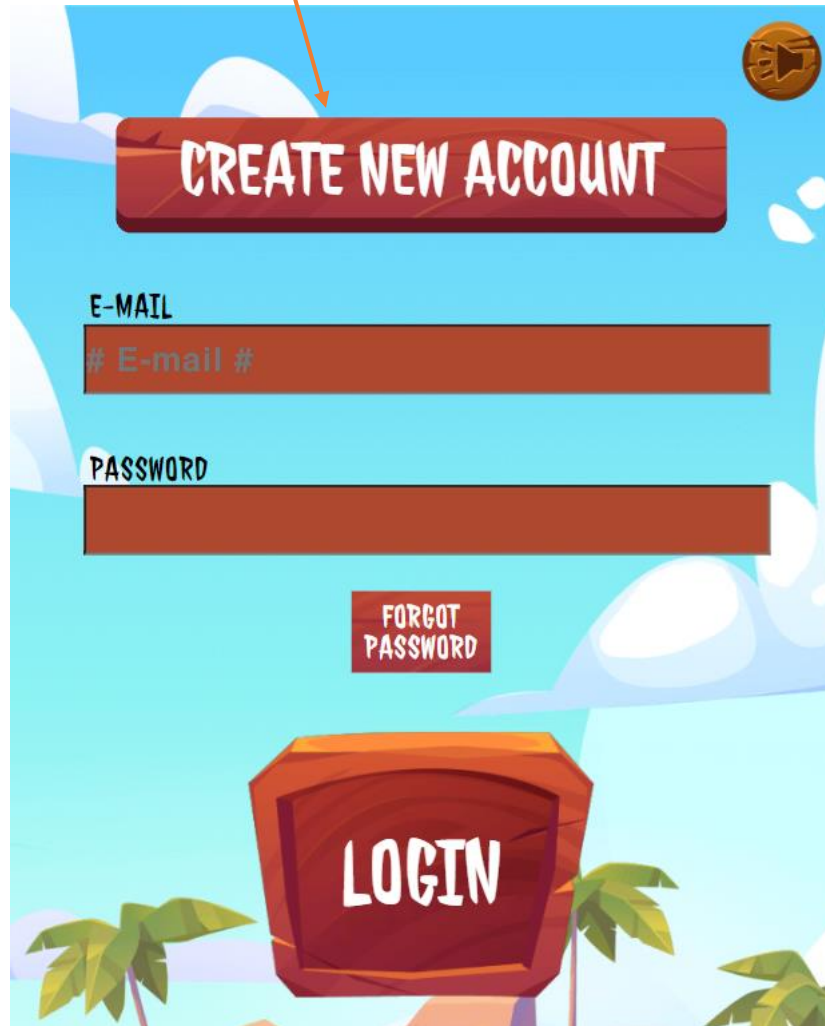 CREATE NEW ACCOUNT
E-MAIL
# E-mail #
PASSWORD
FORGOT
PASSWORD
LOGIN